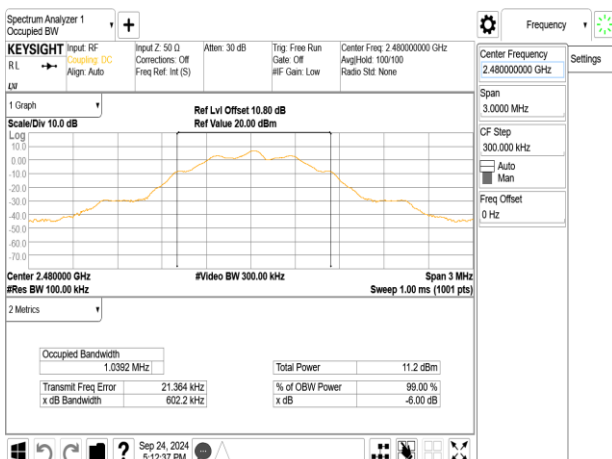 Spectrum Analyzer 1
Occupied BW
+
Frequency
Settings
KEYSIGHT
RL
LXI
Input: RF
Coupling: DC
Align: Auto
Input Z: 50 Ω
Corrections: Off
Freq Ref: Int (S)
Atten: 30 dB
Trig: Free Run
Gate: Off
#IF Gain: Low
Center Freq: 2.480000000 GHz
Avg|Hold: 100/100
Radio Std: None
Center Frequency
2.480000000 GHz
Span
3.0000 MHz
CF Step
300.000 kHz
Auto
Man
Freq Offset
0 Hz
1 Graph
Scale/Div 10.0 dB
Ref Lvl Offset 10.80 dB
Ref Value 20.00 dBm
Log
10.0
0.00
-10.0
-20.0
-30.0
-40.0
-50.0
-60.0
-70.0
Center 2.480000 GHz
#Res BW 100.00 kHz
#Video BW 300.00 kHz
Span 3 MHz
Sweep 1.00 ms (1001 pts)
2 Metrics
Occupied Bandwidth
1.0392 MHz
Transmit Freq Error 21.364 kHz
x dB Bandwidth 602.2 kHz
Total Power 11.2 dBm
% of OBW Power 99.00 %
x dB -6.00 dB
?
Sep 24, 2024
5:12:37 PM